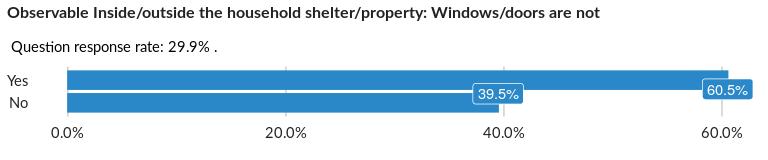 Observable Inside/outside the household shelter/property: Windows/doors are not
Question response rate: 29.9% .
Yes
60.5%
No
39.5%
0.0% 20.0% 40.0% 60.0%